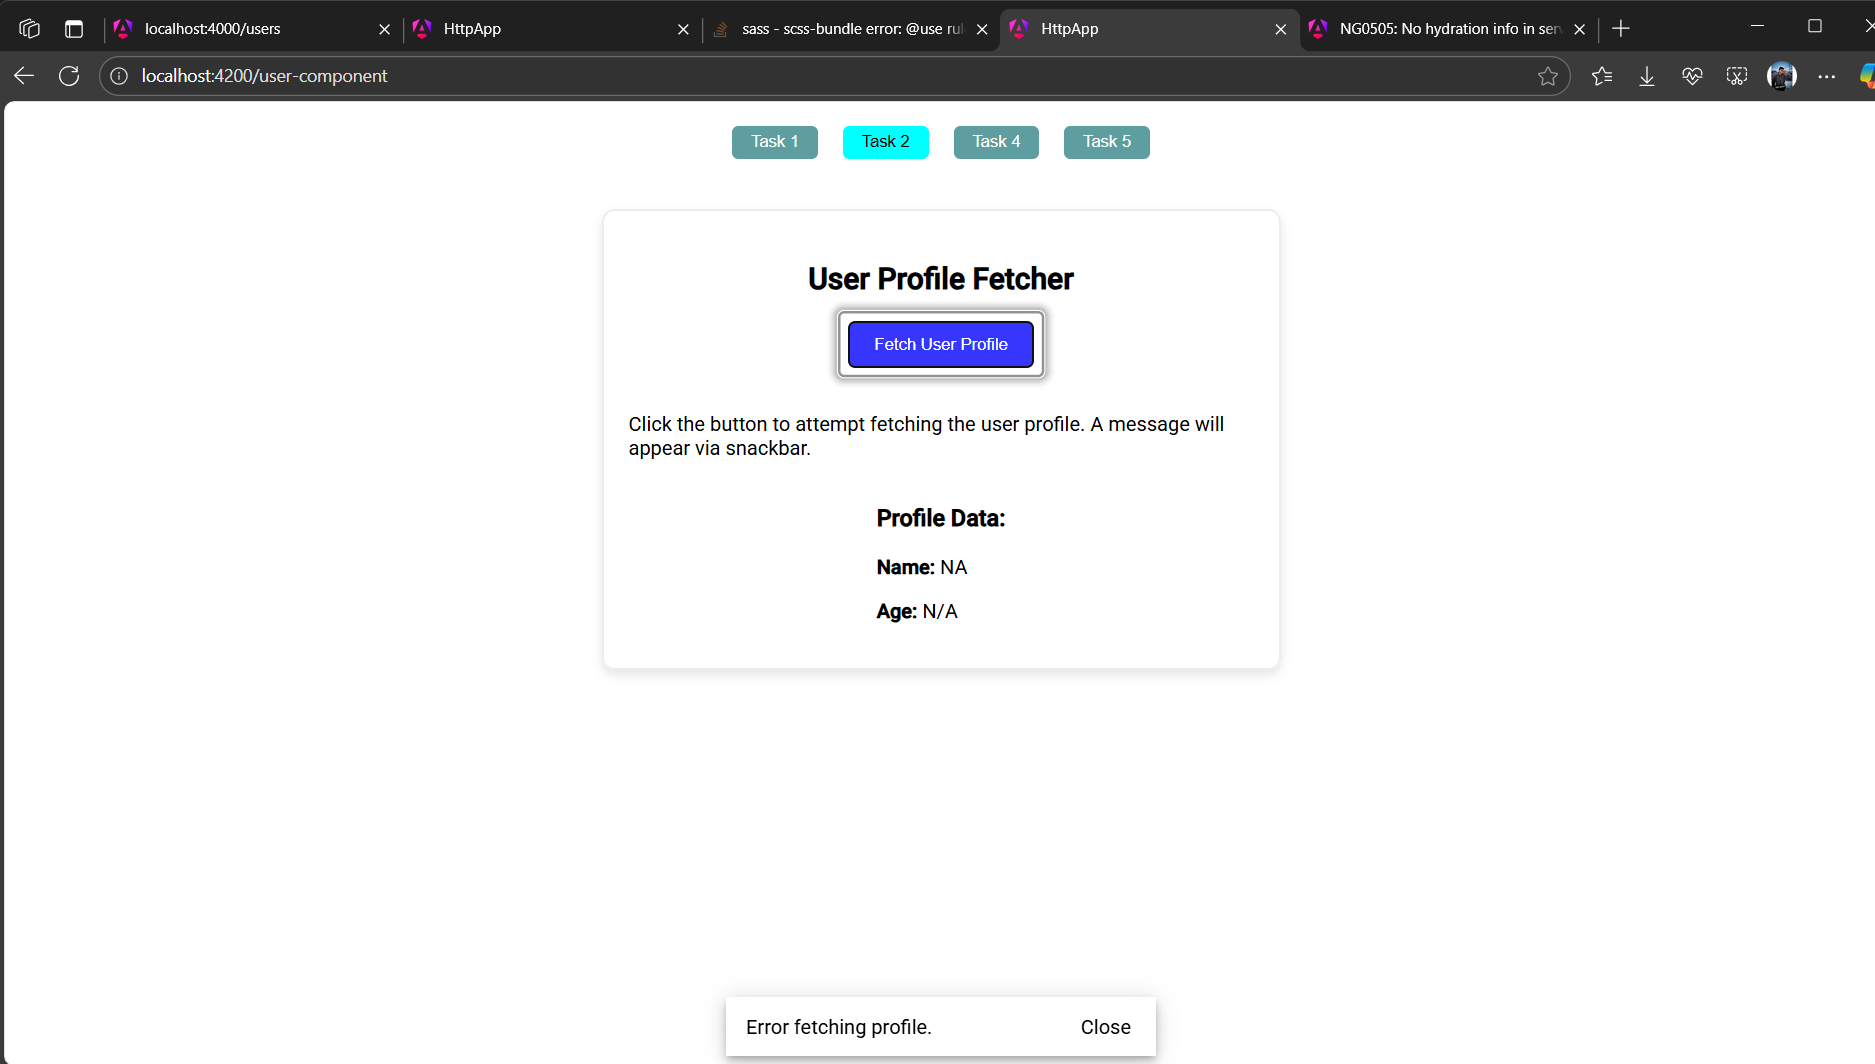 localhost:4000/users
HttpApp
sass - scss-bundle error: @use rul
HttpApp
NG0505: No hydration info in serv
localhost:4200/user-component
Task 1
Task 2
Task 4
Task 5
User Profile Fetcher
Fetch User Profile
Click the button to attempt fetching the user profile. A message will
appear via snackbar.
Profile Data:
Name: NA
Age: N/A
Error fetching profile.
Close